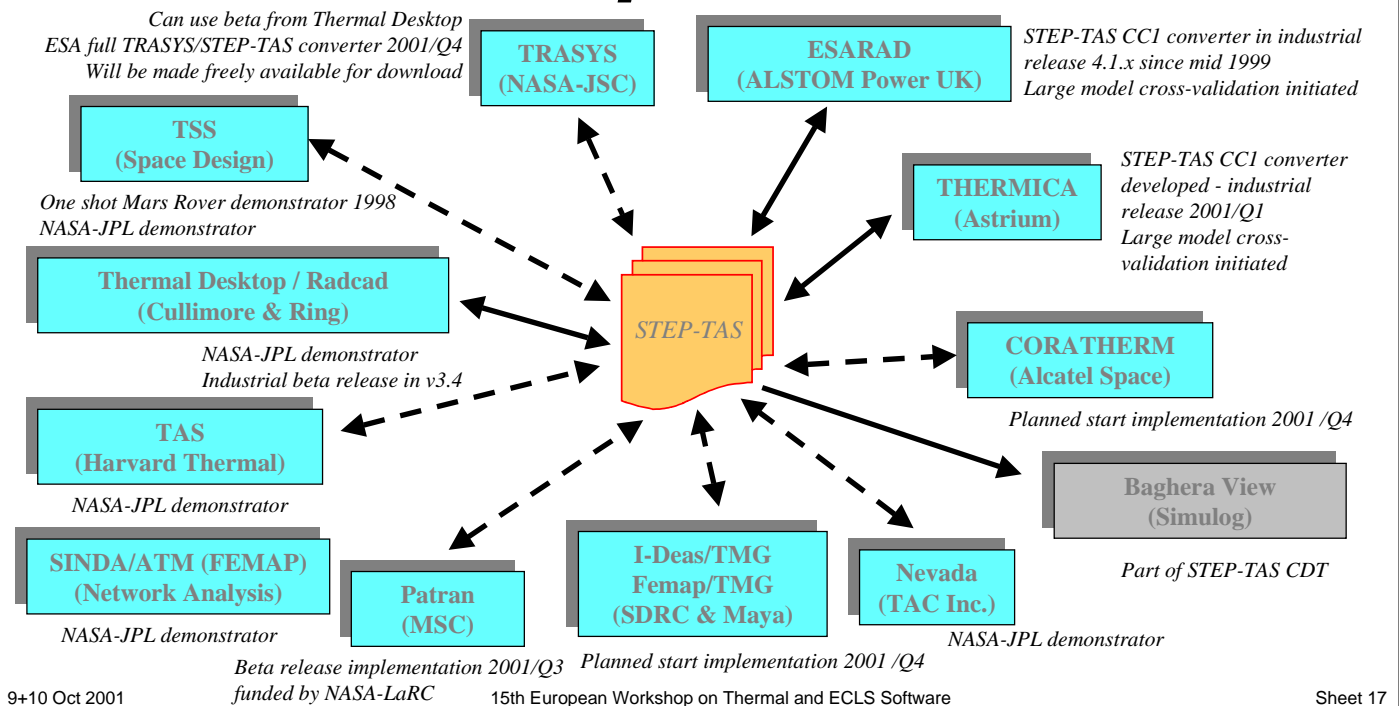 Can use beta from Thermal Desktop
ESA full TRASYS/STEP-TAS converter 2001/Q4
Will be made freely available for download
TRASYS
(NASA-JSC)
ESARAD
(ALSTOM Power UK)
STEP-TAS CC1 converter in industrial
release 4.1.x since mid 1999
Large model cross-validation initiated
TSS
(Space Design)
One shot Mars Rover demonstrator 1998
NASA-JPL demonstrator
THERMICA
(Astrium)
STEP-TAS CC1 converter
developed - industrial
release 2001/Q1
Large model cross-
validation initiated
Thermal Desktop / Radcad
(Cullimore & Ring)
NASA-JPL demonstrator
Industrial beta release in v3.4
STEP-TAS
CORATHERM
(Alcatel Space)
Planned start implementation 2001 /Q4
TAS
(Harvard Thermal)
NASA-JPL demonstrator
Baghera View
(Simulog)
Part of STEP-TAS CDT
SINDA/ATM (FEMAP)
(Network Analysis)
NASA-JPL demonstrator
Patran
(MSC)
Beta release implementation 2001/Q3
funded by NASA-LaRC
I-Deas/TMG
Femap/TMG
(SDRC & Maya)
Planned start implementation 2001 /Q4
Nevada
(TAC Inc.)
NASA-JPL demonstrator
9+10 Oct 2001
15th European Workshop on Thermal and ECLS Software
Sheet 17